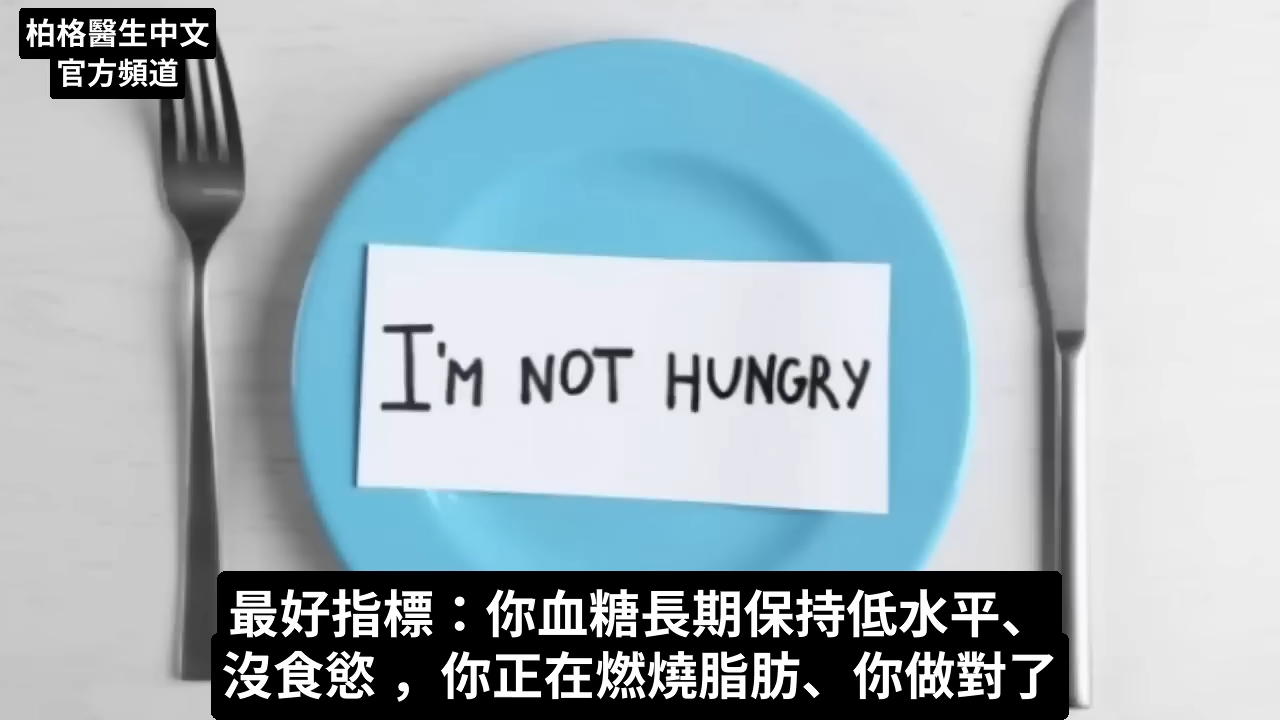 柏格醫生中文
官方頻道
I'M NOT HUNGRY
最好指標：你血糖長期保持低水平、
沒食慾 ，你正在燃燒脂肪、你做對了